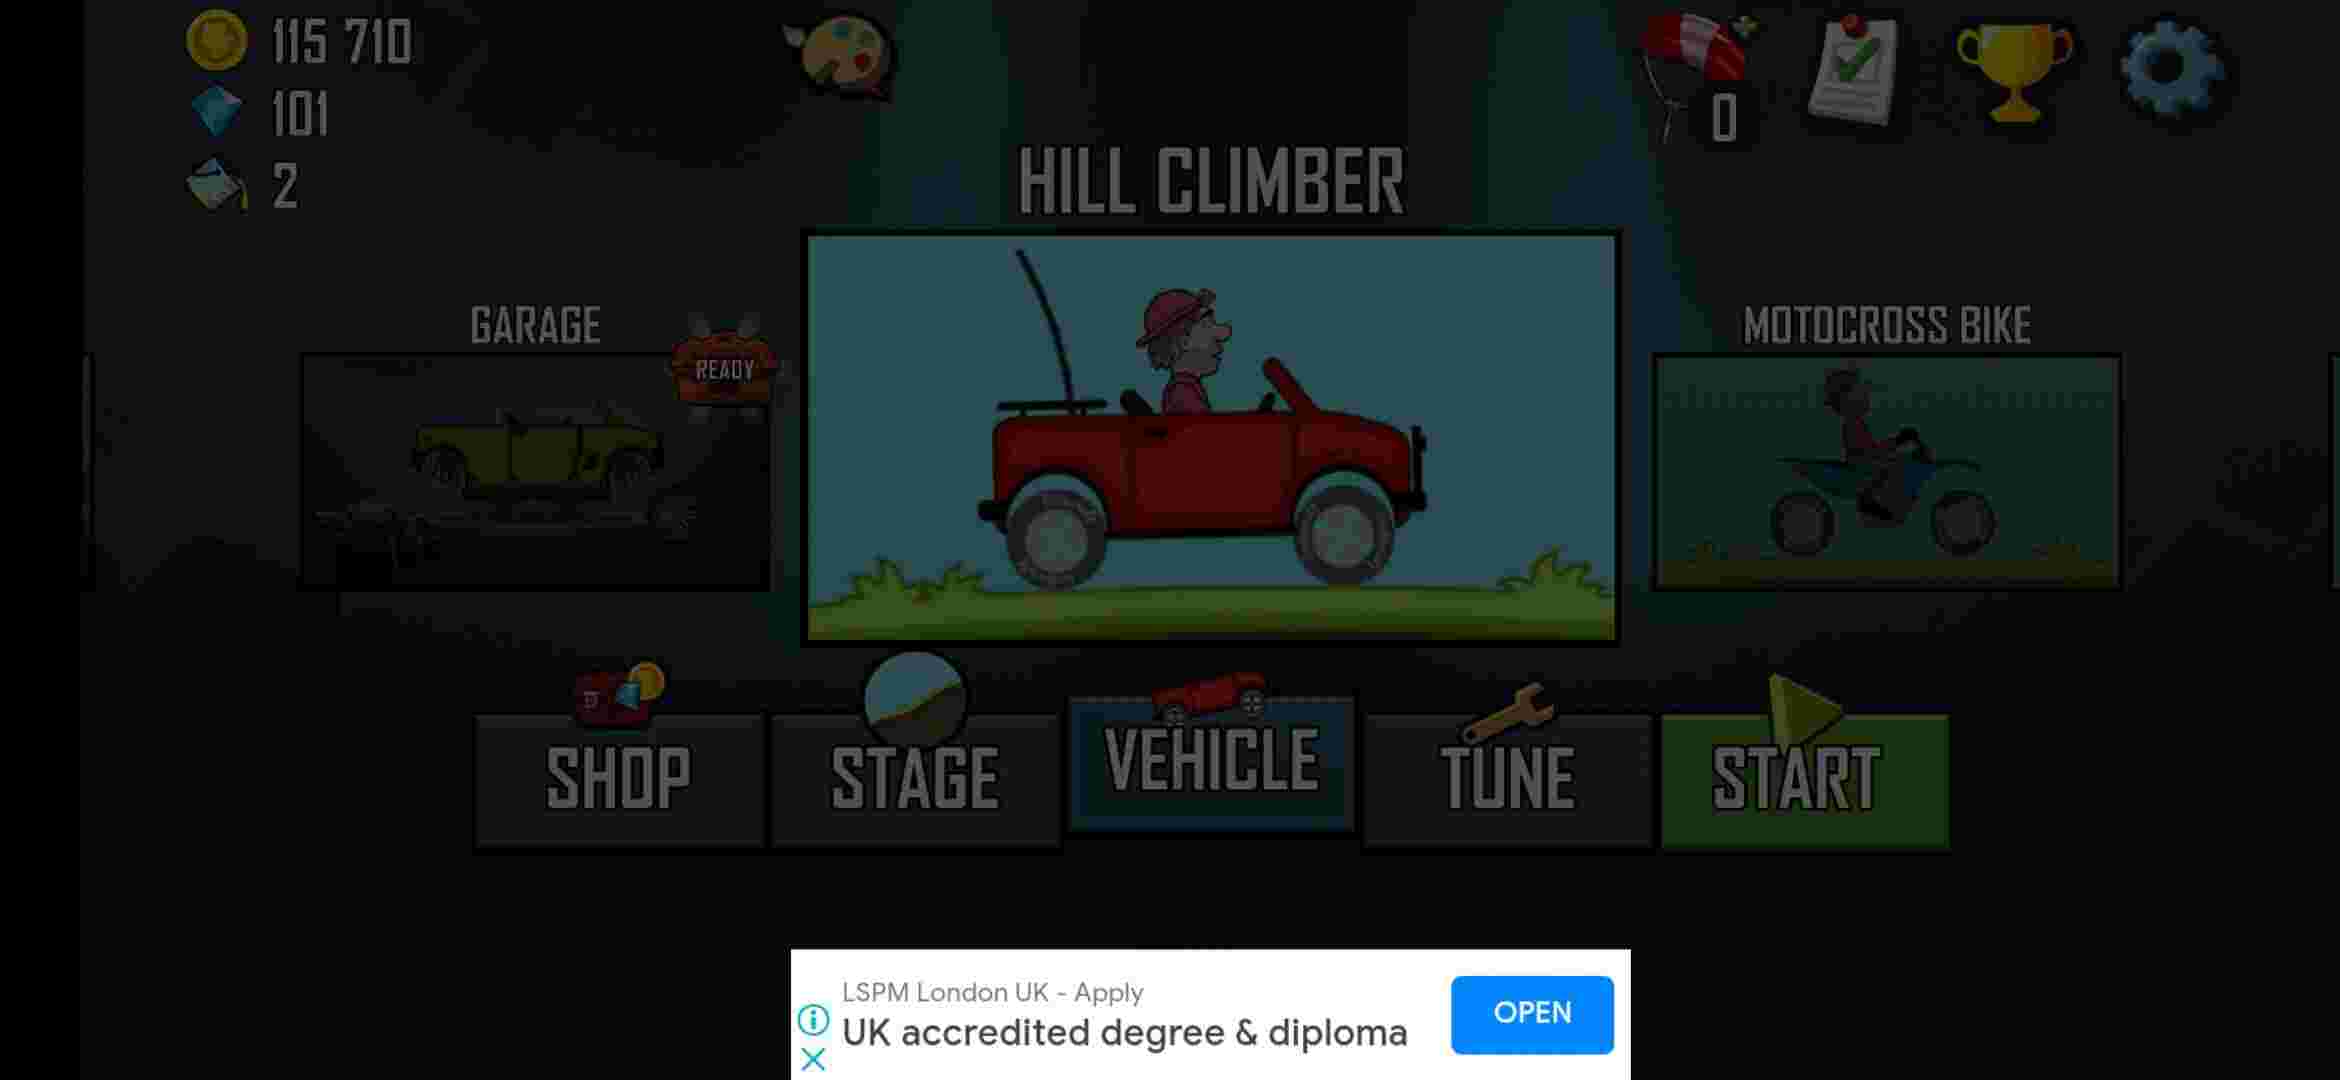 115 710
101
2
0
HILL CLIMBER
GARAGE
READY
MOTOCROSS BIKE
SHOP
STAGE
VEHICLE
TUNE
START
LSPM London UK - Apply
UK accredited degree & diploma
OPEN